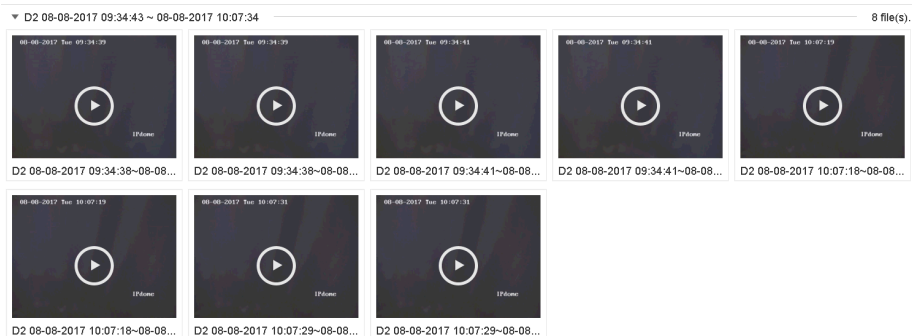 D2 08-08-2017 09:34:43 ~ 08-08-2017 10:07:34 8 file(s).
08-08-2017 Tue 09:34:39
IPdome
D2 08-08-2017 09:34:38~08-08...
08-08-2017 Tue 09:34:39
IPdome
D2 08-08-2017 09:34:38~08-08...
08-08-2017 Tue 09:34:41
IPdome
D2 08-08-2017 09:34:41~08-08...
08-08-2017 Tue 09:34:41
IPdome
D2 08-08-2017 09:34:41~08-08...
08-08-2017 Tue 10:07:19
IPdome
D2 08-08-2017 10:07:18~08-08...
08-08-2017 Tue 10:07:19
IPdome
D2 08-08-2017 10:07:18~08-08...
08-08-2017 Tue 10:07:31
IPdome
D2 08-08-2017 10:07:29~08-08...
08-08-2017 Tue 10:07:31
IPdome
D2 08-08-2017 10:07:29~08-08...